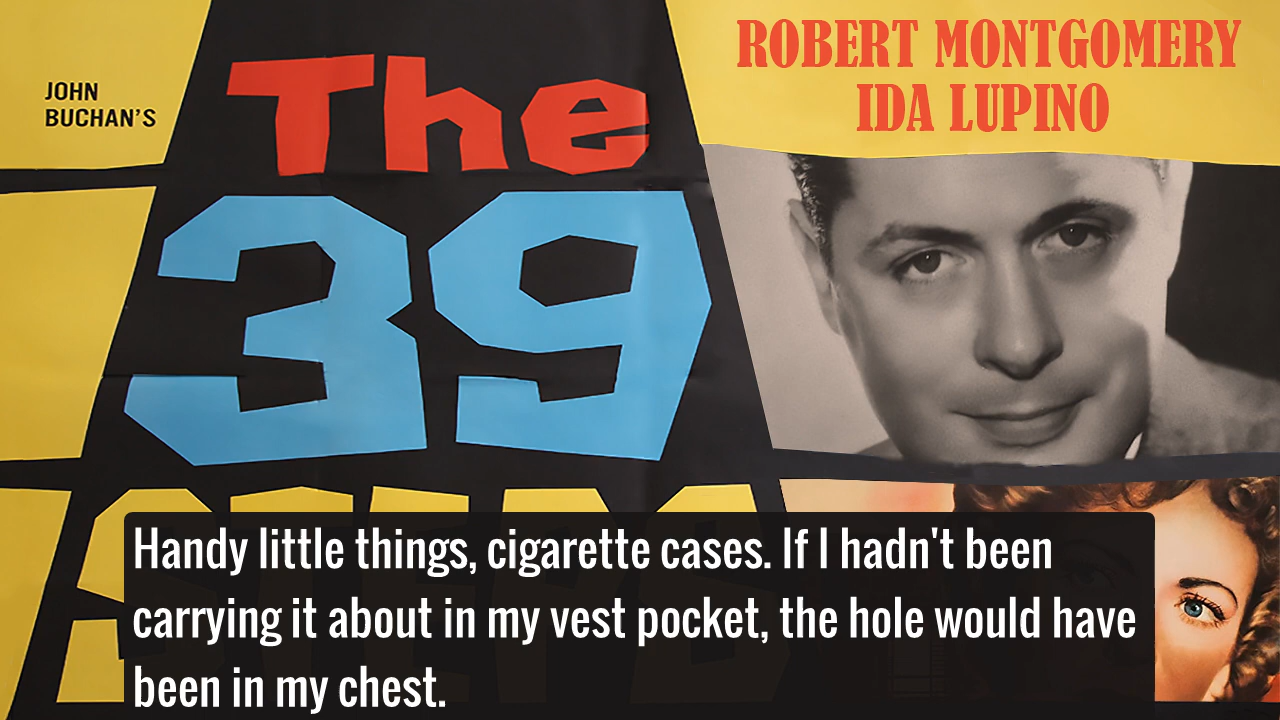 JOHN
BUCHAN'S
The
39
STEPS
ROBERT MONTGOMERY
IDA LUPINO
Handy little things, cigarette cases. If I hadn't been
carrying it about in my vest pocket, the hole would have
been in my chest.